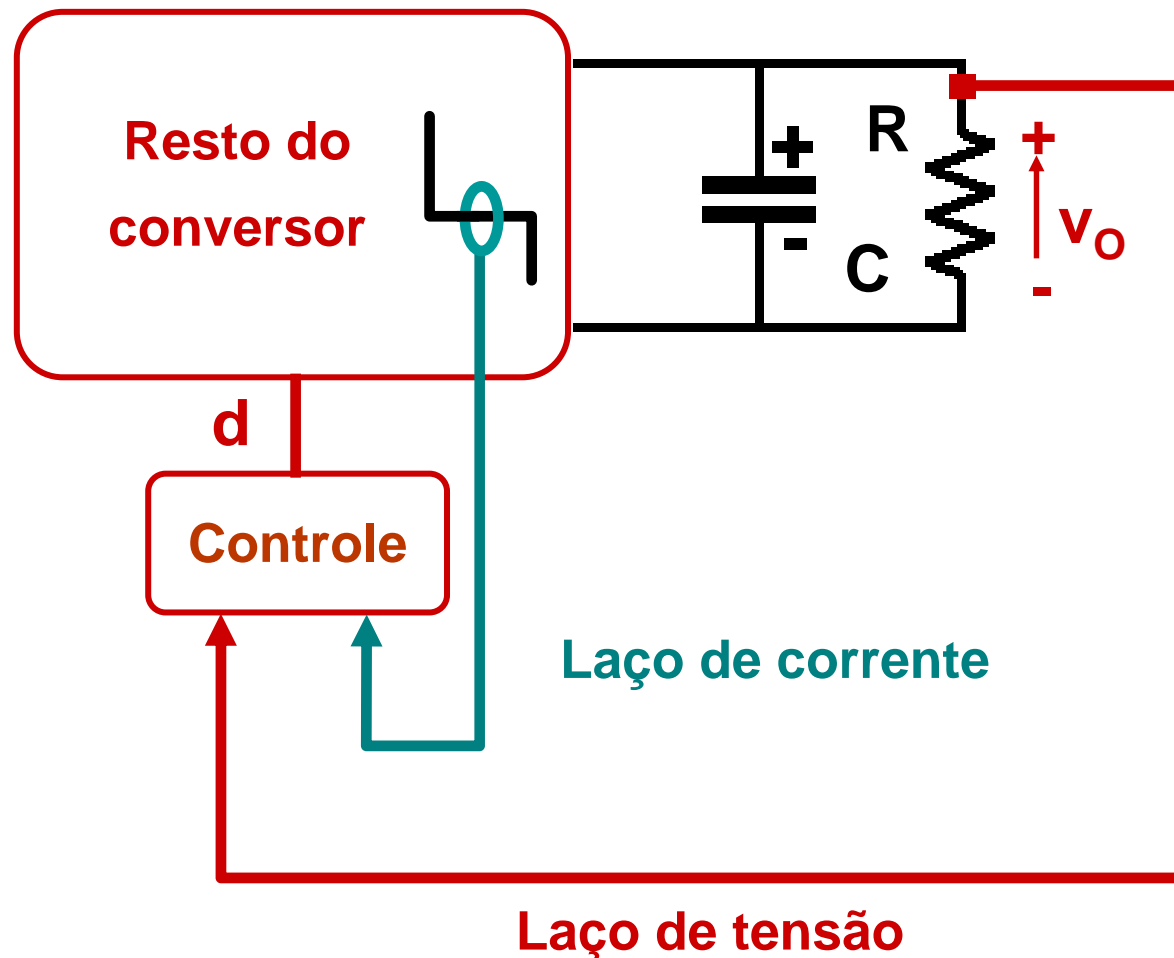 Resto do
conversor
+
-
R
C
+
vO
-
d
Controle
Laço de corrente
Laço de tensão